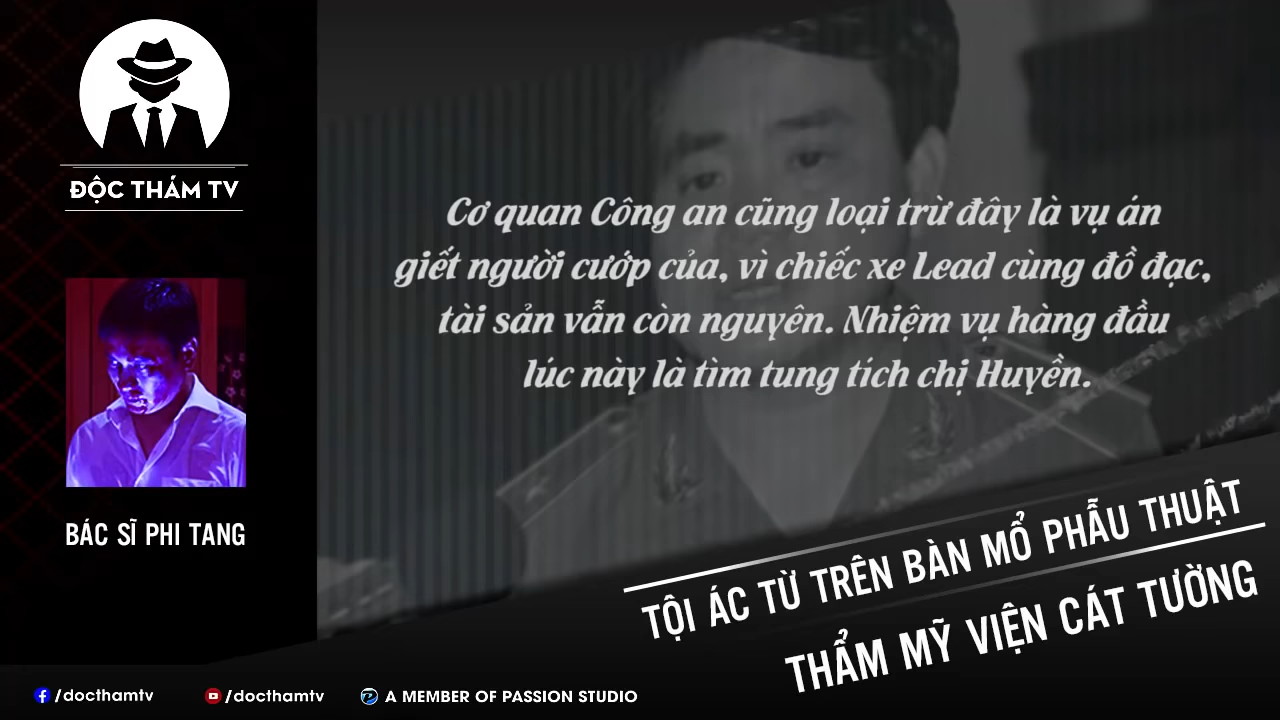 ĐỘC THÁM TV
BÁC SĨ PHI TANG
Cơ quan Công an cũng loại trừ đây là vụ án
giết người cướp của, vì chiếc xe Lead cùng đồ đạc,
tài sản vẫn còn nguyên. Nhiệm vụ hàng đầu
lúc này là tìm tung tích chị Huyền.
TỘI ÁC TỪ TRÊN BÀN MỔ PHẪU THUẬT
THẨM MỸ VIỆN CÁT TƯỜNG
/docthamtv
/docthamtv
A MEMBER OF PASSION STUDIO